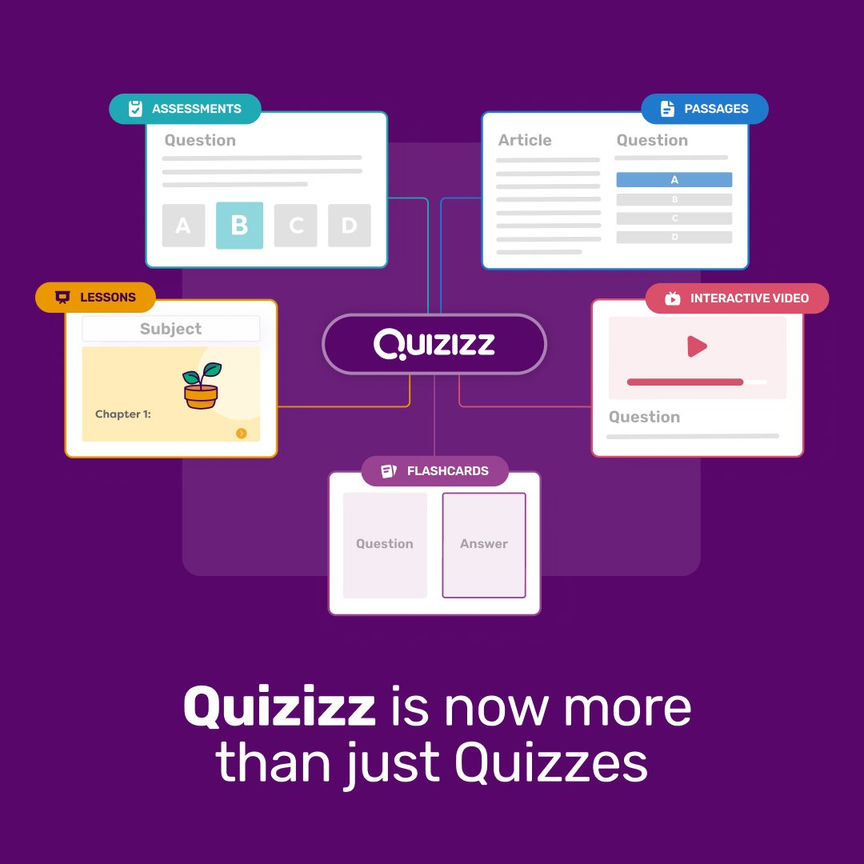 ASSESSMENTS
Question
A B C D
PASSAGES
Article
Question
A
B
C
D
LESSONS
Subject
Chapter 1:
QUIZIZZ
INTERACTIVE VIDEO
Question
FLASHCARDS
Question
Answer
Quizizz is now more
than just Quizzes